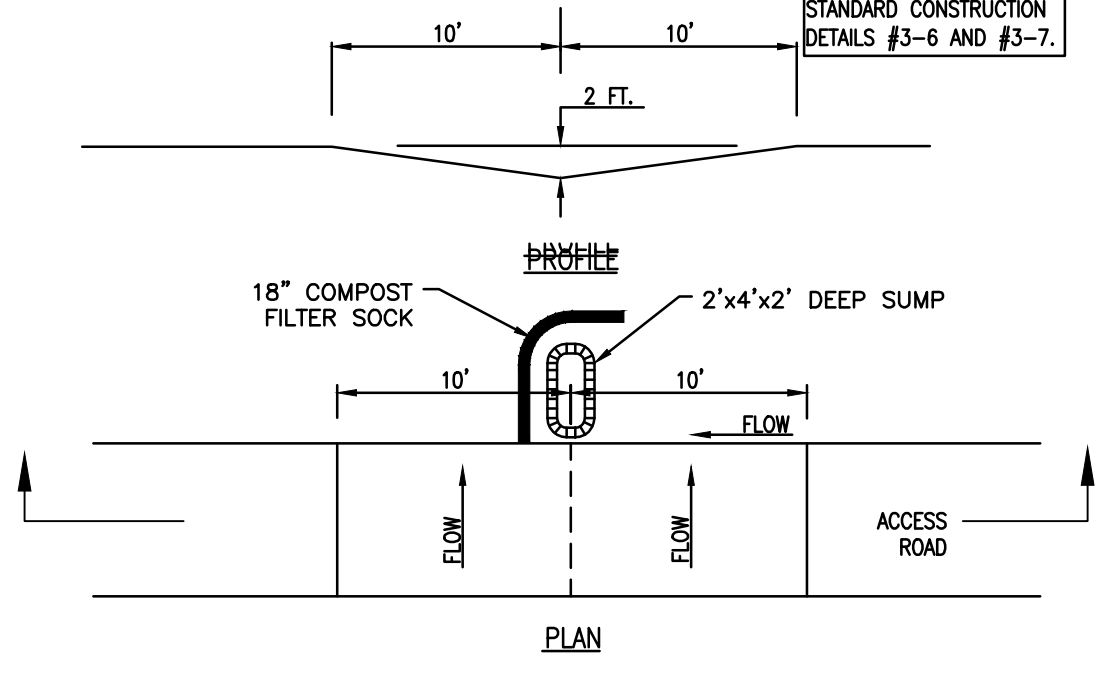 STANDARD CONSTRUCTION
DETAILS #3-6 AND #3-7.
10' 10'
2 FT.
PROFILE
18" COMPOST
FILTER SOCK
2'x4'x2' DEEP SUMP
10' 10'
FLOW
FLOW
FLOW
ACCESS
ROAD
PLAN